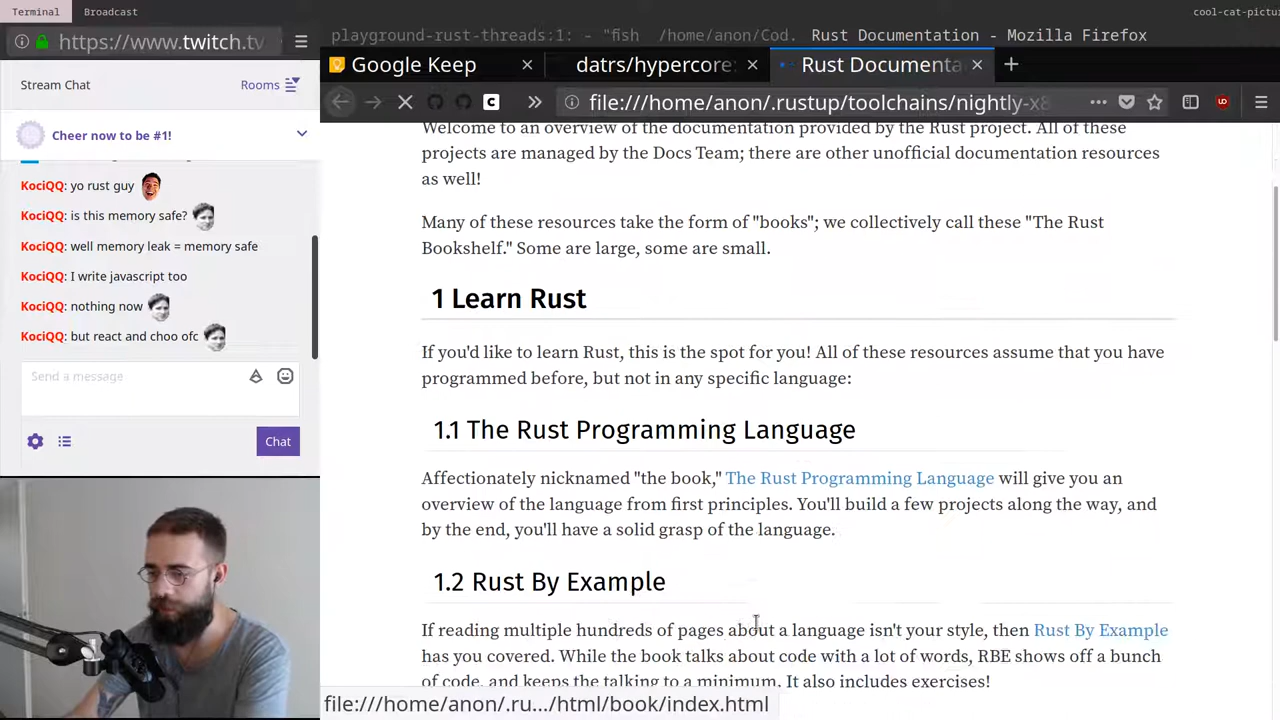 Terminal
Broadcast
cool-cat-pictu
https://www.twitch.tv
playground-rust-threads:1: - "fish /home/anon/Cod.
Rust Documentation - Mozilla Firefox
Google Keep
datrs/hypercore:
Rust Documenta
file:///home/anon/.rustup/toolchains/nightly-x8
Stream Chat
Rooms
Cheer now to be #1!
KociQQ: yo rust guy
KociQQ: is this memory safe?
KociQQ: well memory leak = memory safe
KociQQ: I write javascript too
KociQQ: nothing now
KociQQ: but react and choo ofc
Send a message
Chat
Welcome to an overview of the documentation provided by the Rust project. All of these
projects are managed by the Docs Team; there are other unofficial documentation resources
as well!
Many of these resources take the form of "books"; we collectively call these "The Rust
Bookshelf." Some are large, some are small.
1 Learn Rust
If you'd like to learn Rust, this is the spot for you! All of these resources assume that you have
programmed before, but not in any specific language:
1.1 The Rust Programming Language
Affectionately nicknamed "the book," The Rust Programming Language will give you an
overview of the language from first principles. You'll build a few projects along the way, and
by the end, you'll have a solid grasp of the language.
1.2 Rust By Example
If reading multiple hundreds of pages about a language isn't your style, then Rust By Example
has you covered. While the book talks about code with a lot of words, RBE shows off a bunch
of code, and keeps the talking to a minimum. It also includes exercises!
file:///home/anon/.ru.../html/book/index.html